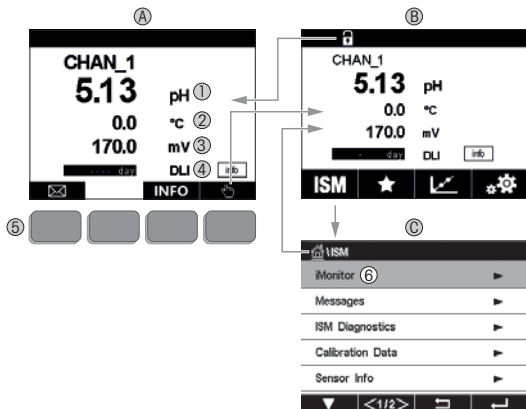 Ⓐ
CHAN_1
5.13 pH ①
0.0 °C ②
170.0 mV ③
---- day DLI ④ info
INFO
⑤
Ⓑ
CHAN_1
5.13 pH
0.0 °C
170.0 mV
- day DLI info
ISM
Ⓒ
\ISM
iMonitor ⑥
Messages
ISM Diagnostics
Calibration Data
Sensor Info
<1/2>